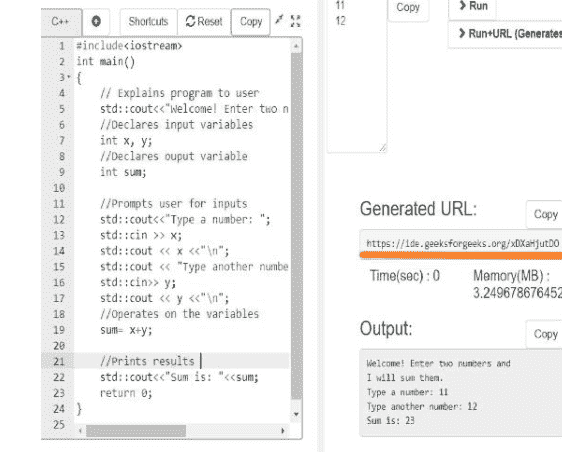 C++
Shortcuts
Reset
Copy
1 #include<iostream>
2 int main()
3 {
4 // Explains program to user
5 std::cout<<"Welcome! Enter two n
6 //Declares input variables
7 int x, y;
8 //Declares ouput variable
9 int sum;
10
11 //Prompts user for inputs
12 std::cout<<"Type a number: ";
13 std::cin >> x;
14 std::cout << x <<"\n";
15 std::cout << "Type another numbe
16 std::cin>> y;
17 std::cout << y <<"\n";
18 //Operates on the variables
19 sum= x+y;
20
21 //Prints results
22 std::cout<<"Sum is: "<<sum;
23 return 0;
24 }
25
11
12
Copy
Run
Run+URL (Generates
Generated URL:
Copy
https://ide.geeksforgeeks.org/xDXaHjutDO
Time(sec) : 0
Memory(MB) :
3.249678676452
Output:
Copy
Welcome! Enter two numbers and
I will sum them.
Type a number: 11
Type another number: 12
Sum is: 23